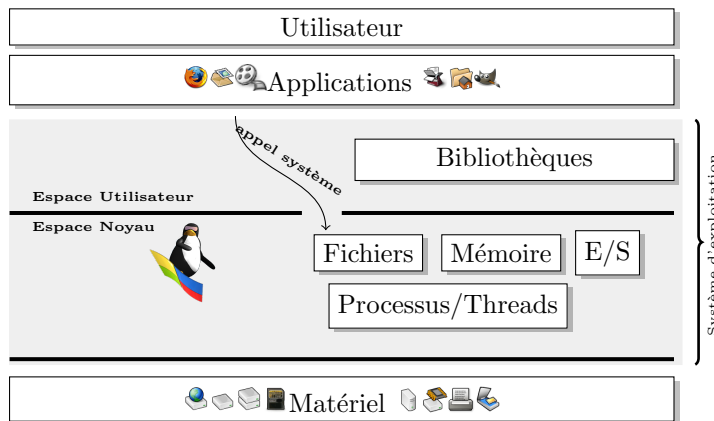 Utilisateur
Applications
appel système
Bibliothèques
Espace Utilisateur
Espace Noyau
Fichiers
Mémoire
E/S
Processus/Threads
Système d'exploitation
Matériel